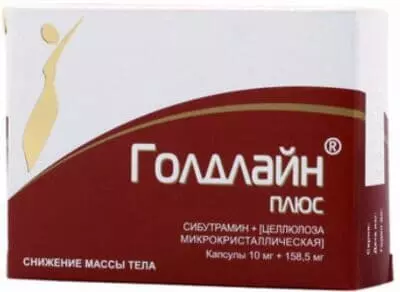 Голдлайн®
ПЛЮС
СИБУТРАМИН + [ЦЕЛЛЮЛОЗА
МИКРОКРИСТАЛЛИЧЕСКАЯ]
Капсулы 10 мг + 158,5 мг
СНИЖЕНИЕ МАССЫ ТЕЛА